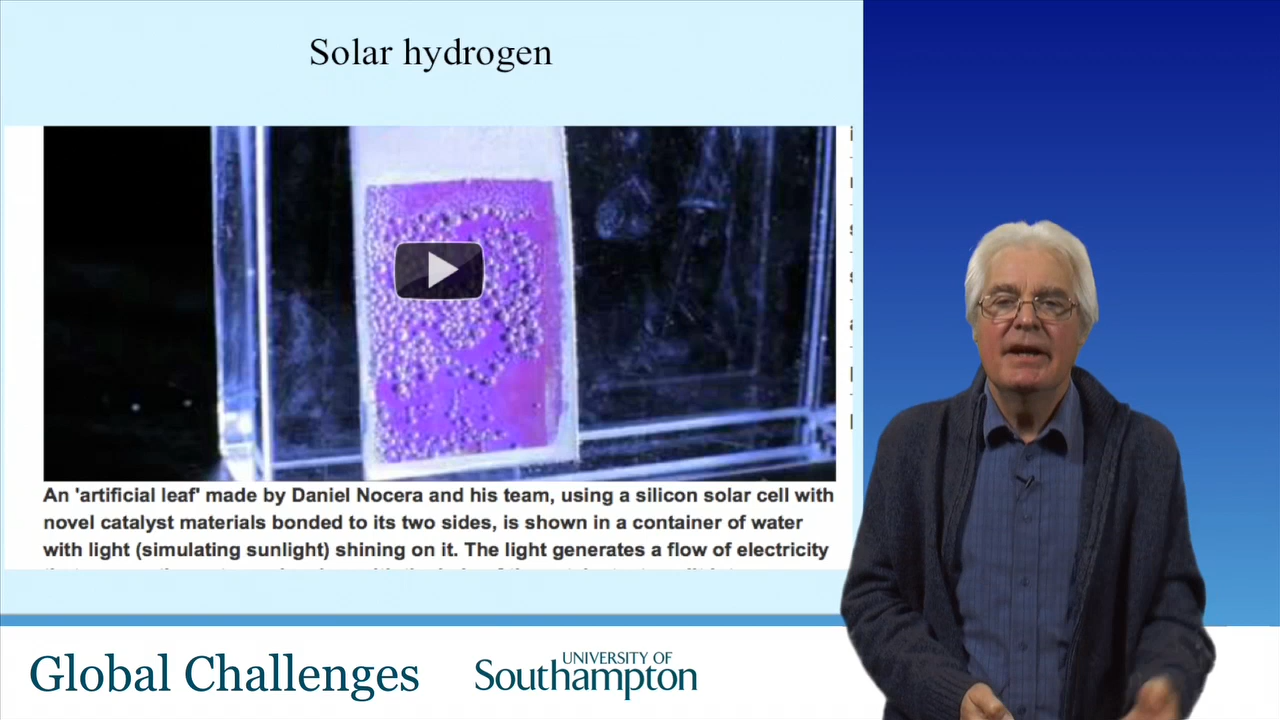 Solar hydrogen
An 'artificial leaf' made by Daniel Nocera and his team, using a silicon solar cell with
novel catalyst materials bonded to its two sides, is shown in a container of water
with light (simulating sunlight) shining on it. The light generates a flow of electricity
Global Challenges
UNIVERSITY OF
Southampton